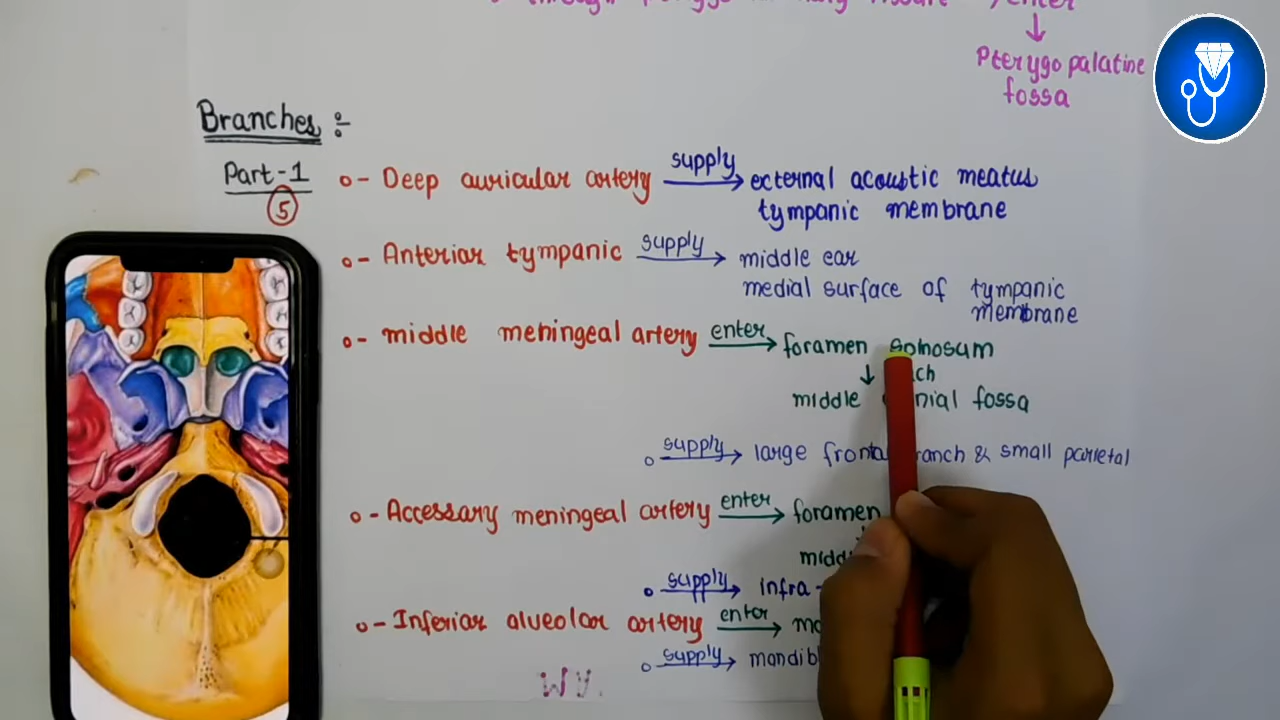 Pterygo palatine
fossa
Branches :-
Part-1
5
- Deep auricular artery supply external acoustic meatus
tympanic membrane
- Anterior tympanic supply middle ear
medial surface of tympanic
membrane
- middle meningeal artery enter foramen
middle fossa
supply large & small parietal
- Accessary meningeal artery enter foramen
supply infra-
- Inferior alveolar artery enter
supply
W.V.